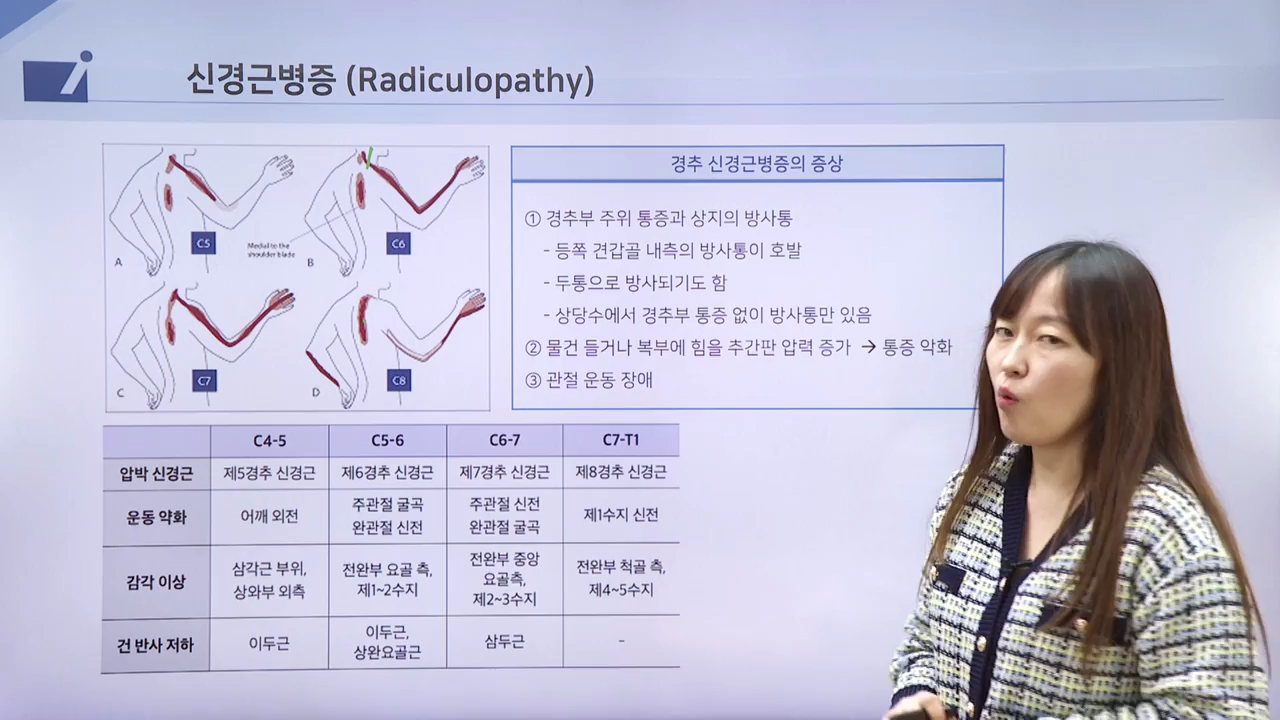 신경근병증 (Radiculopathy)
C5
C6
Medial to the
shoulder blade
A
B
C7
C8
C
D
경추 신경근병증의 증상
① 경추부 주위 통증과 상지의 방사통
- 등쪽 견갑골 내측의 방사통이 호발
- 두통으로 방사되기도 함
- 상당수에서 경추부 통증 없이 방사통만 있음
② 물건 들거나 복부에 힘을 추간판 압력 증가 → 통증 악화
③ 관절 운동 장애
C4-5 C5-6 C6-7 C7-T1
압박 신경근 제5경추 신경근 제6경추 신경근 제7경추 신경근 제8경추 신경근
운동 약화 어깨 외전 주관절 굴곡 완관절 신전 주관절 신전 완관절 굴곡 제1수지 신전
감각 이상 삼각근 부위, 상와부 외측 전완부 요골 측, 제1~2수지 전완부 중앙 요골측, 제2~3수지 전완부 척골 측, 제4~5수지
건 반사 저하 이두근 이두근, 상완요골근 삼두근 -